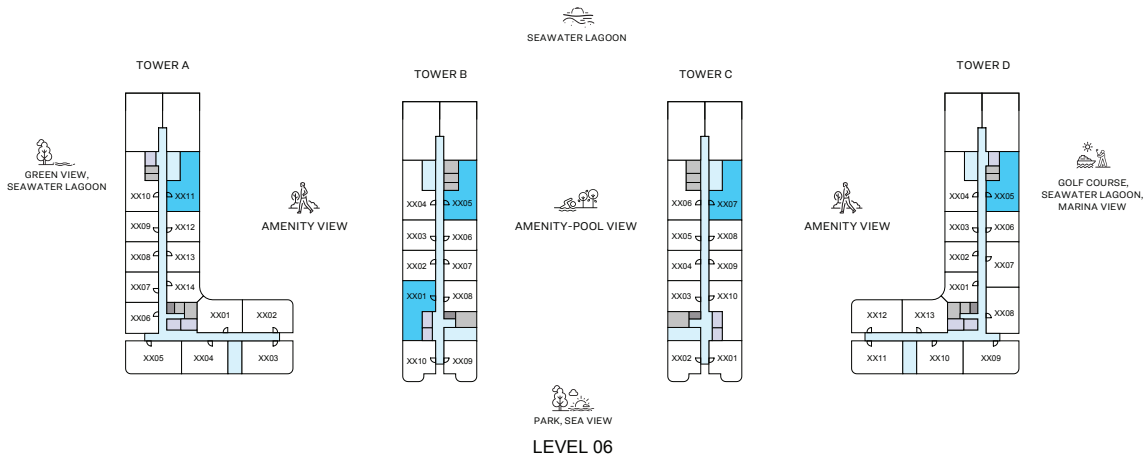 SEAWATER LAGOON
TOWER A
TOWER B
TOWER C
TOWER D
GREEN VIEW,
SEAWATER LAGOON
AMENITY VIEW
AMENITY-POOL VIEW
AMENITY VIEW
GOLF COURSE,
SEAWATER LAGOON,
MARINA VIEW
XX10 XX11
XX09 XX12
XX08 XX13
XX07 XX14
XX06 XX01 XX02
XX05 XX04 XX03
XX04 XX05
XX03 XX06
XX02 XX07
XX01 XX08
XX10 XX09
XX06 XX07
XX05 XX08
XX04 XX09
XX03 XX10
XX02 XX01
XX04 XX05
XX03 XX06
XX02 XX07
XX01
XX12 XX13 XX08
XX11 XX10 XX09
PARK, SEA VIEW
LEVEL 06